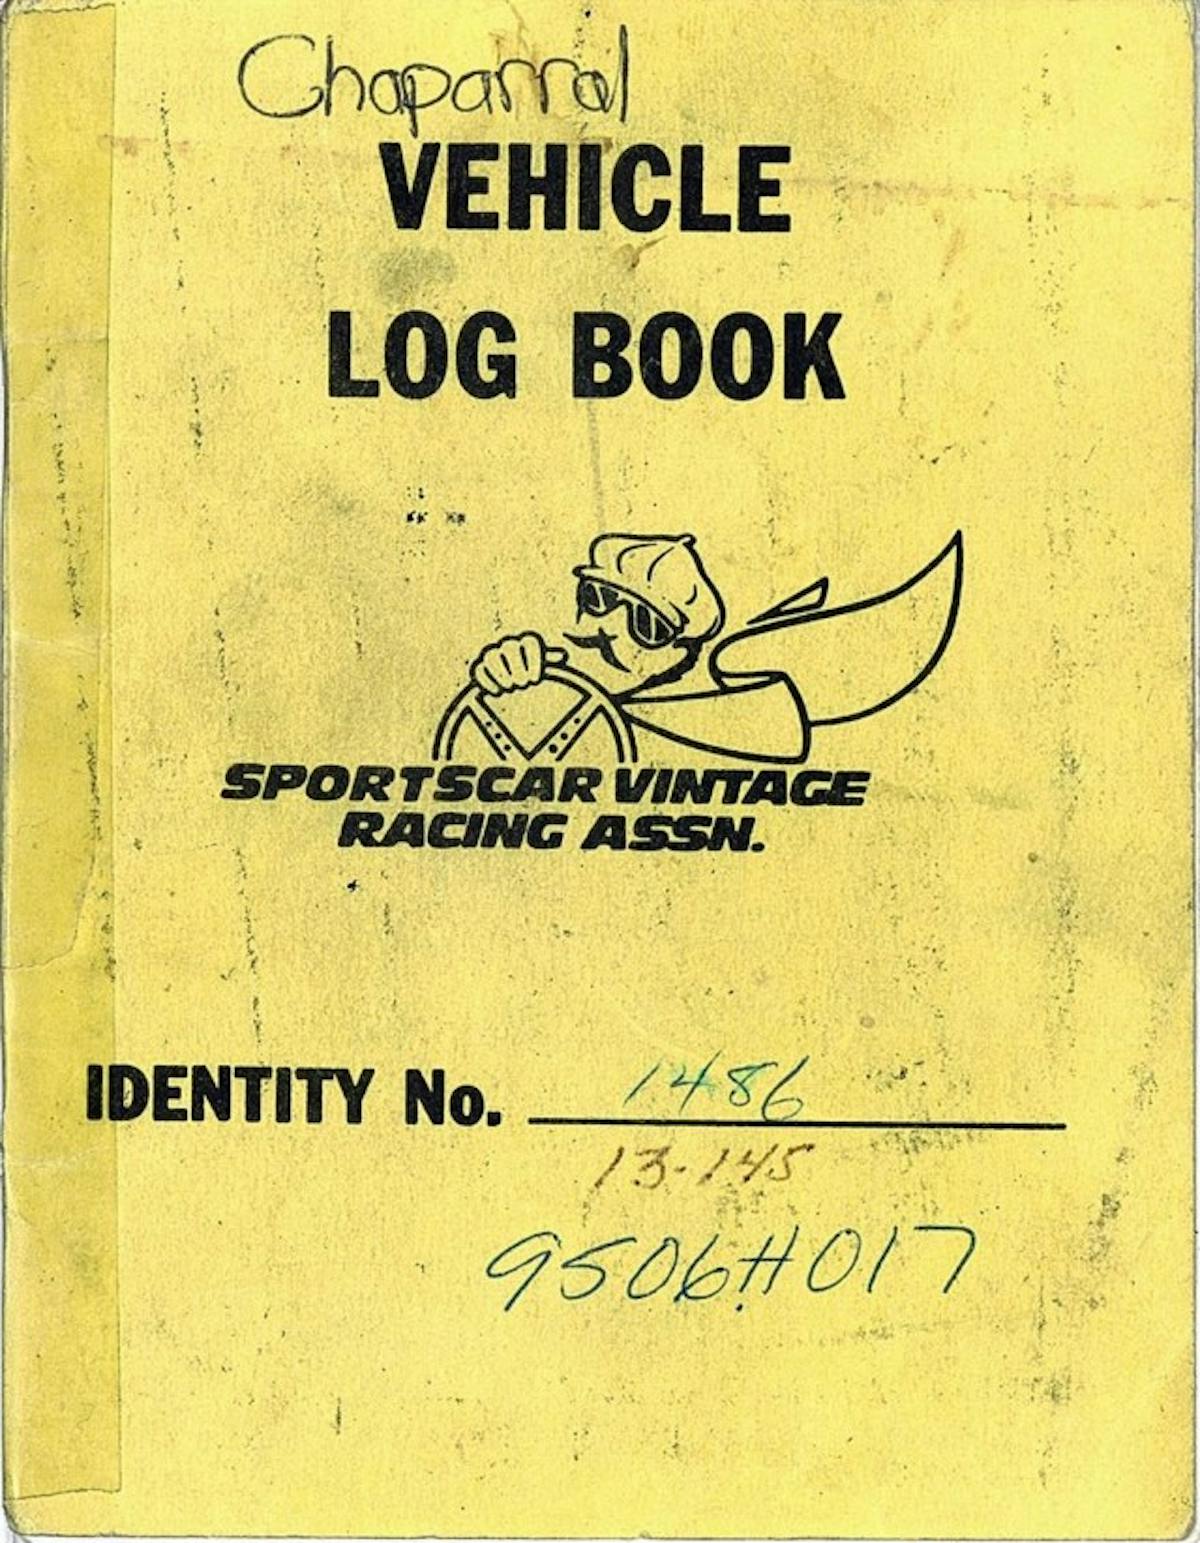 Chaparral
VEHICLE
LOG BOOK
SPORTSCAR VINTAGE
RACING ASSN.
IDENTITY No. 1486
13-145
9506H017